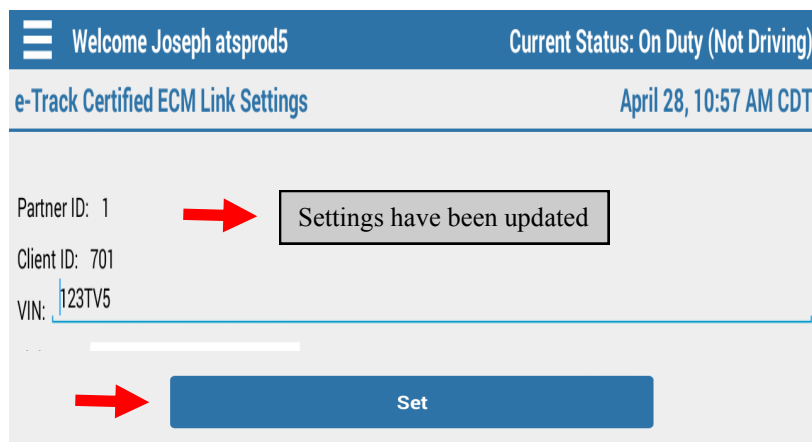 Welcome Joseph atsprod5 Current Status: On Duty (Not Driving)
e-Track Certified ECM Link Settings April 28, 10:57 AM CDT
Partner ID: 1
Settings have been updated
Client ID: 701
VIN: 123TV5
Set